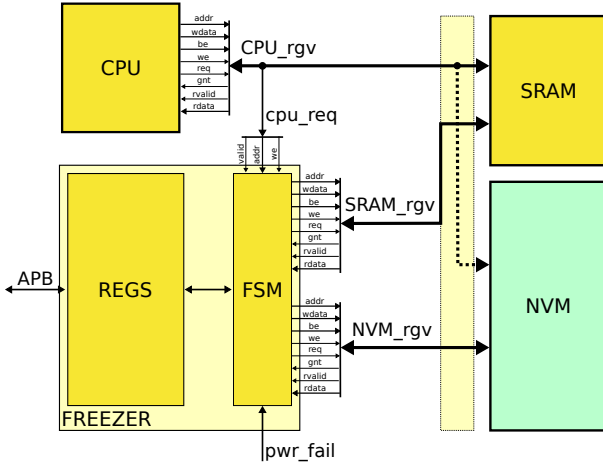 addr
wdata
be
we
req
gnt
rvalid
rdata
CPU
CPU_rgv
SRAM
cpu_req
valid
addr
we
addr
wdata
be
we
req
gnt
rvalid
rdata
SRAM_rgv
APB
REGS
FSM
NVM
addr
wdata
be
we
req
gnt
rvalid
rdata
NVM_rgv
FREEZER
pwr_fail